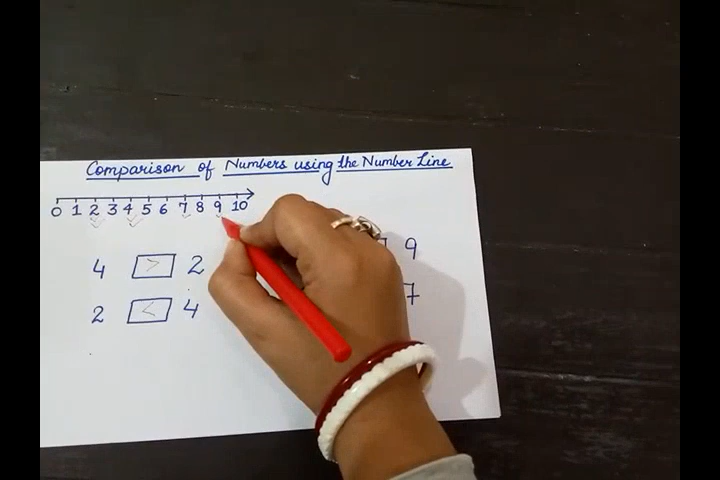 Comparison of Numbers using the Number Line
0 1 2 3 4 5 6 7 8 9 10
4 > 2 9
2 < 4 7